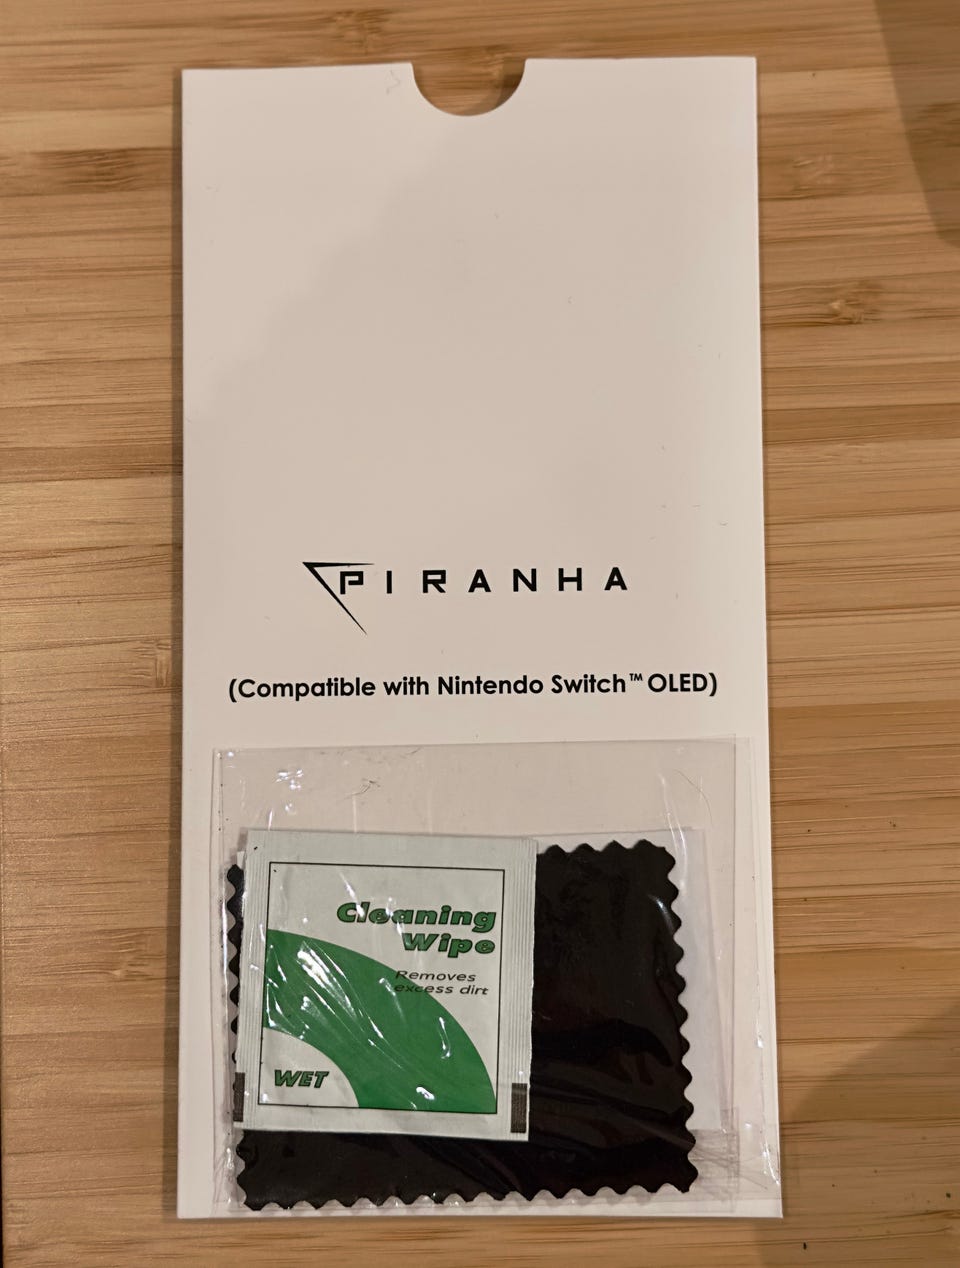 PIRANHA
(Compatible with Nintendo Switch™ OLED)
Cleaning
Wipe
Removes
excess dirt
WET